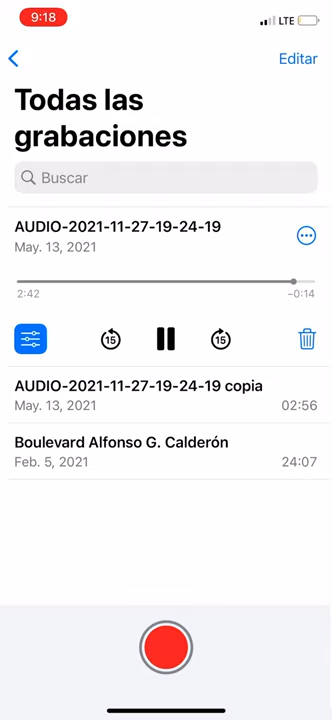 9:18
LTE
Editar
Todas las
grabaciones
Buscar
AUDIO-2021-11-27-19-24-19
May. 13, 2021
2:42
−0:14
15
15
AUDIO-2021-11-27-19-24-19 copia
May. 13, 2021
02:56
Boulevard Alfonso G. Calderón
Feb. 5, 2021
24:07